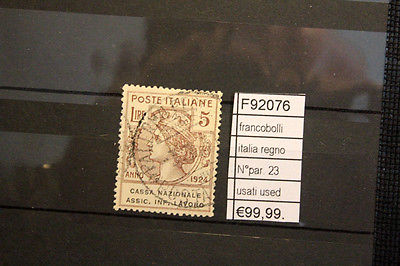 POSTE ITALIANE
LIRE 5
ANNO 1924
CASSA NAZIONALE
ASSIC. INF. LAVORO
F92076
francobolli
italia regno
N°par. 23
usati used
€99,99.